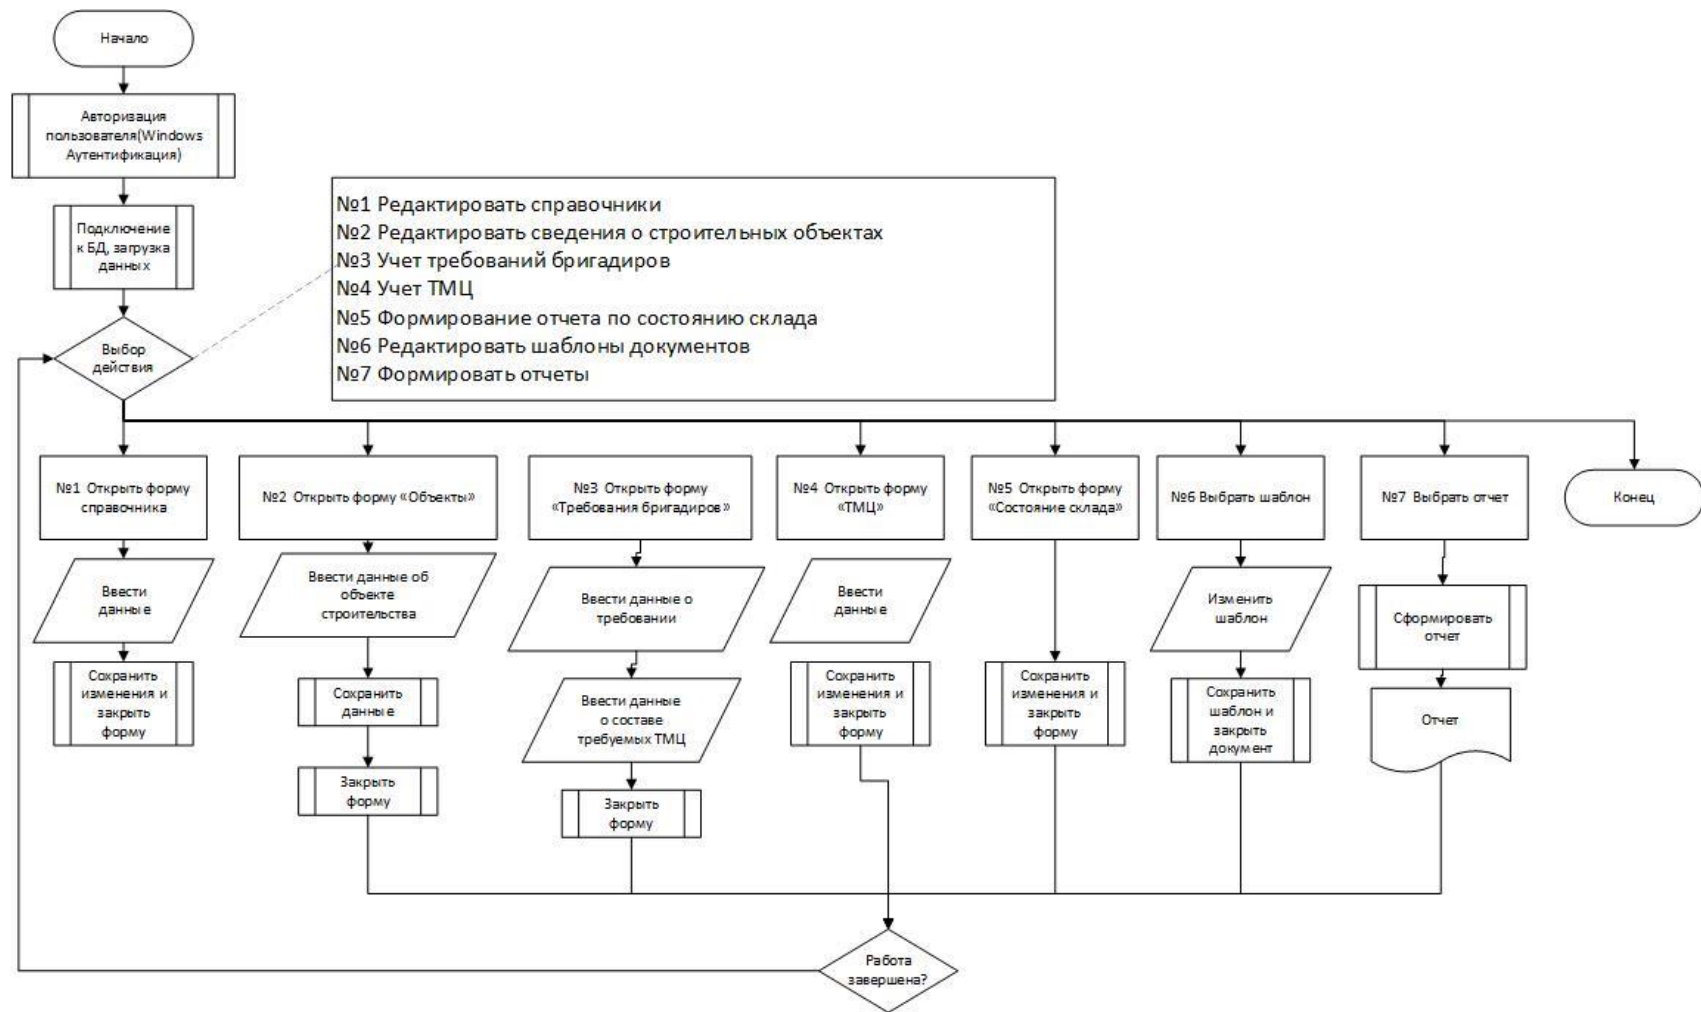 Начало
Авторизация
пользователя(Windows
Аутентификация)
Подключение
к БД, загрузка
данных
Выбор
действия
№1 Редактировать справочники
№2 Редактировать сведения о строительных объектах
№3 Учет требований бригадиров
№4 Учет ТМЦ
№5 Формирование отчета по состоянию склада
№6 Редактировать шаблоны документов
№7 Формировать отчеты
№1 Открыть форму
справочника
№2 Открыть форму «Объекты»
№3 Открыть форму
«Требования бригадиров»
№4 Открыть форму
«ТМЦ»
№5 Открыть форму
«Состояние склада»
№6 Выбрать шаблон
№7 Выбрать отчет
Конец
Ввести
данные
Ввести данные об
объекте
строительства
Ввести данные о
требовании
Ввести
данные
Изменить
шаблон
Сформировать
отчет
Сохранить
изменения и
закрыть
форму
Сохранить
данные
Ввести данные
о составе
требуемых ТМЦ
Сохранить
изменения и
закрыть
форму
Сохранить
изменения и
закрыть
форму
Сохранить
шаблон и
закрыть
документ
Отчет
Закрыть
форму
Закрыть
форму
Работа
завершена?